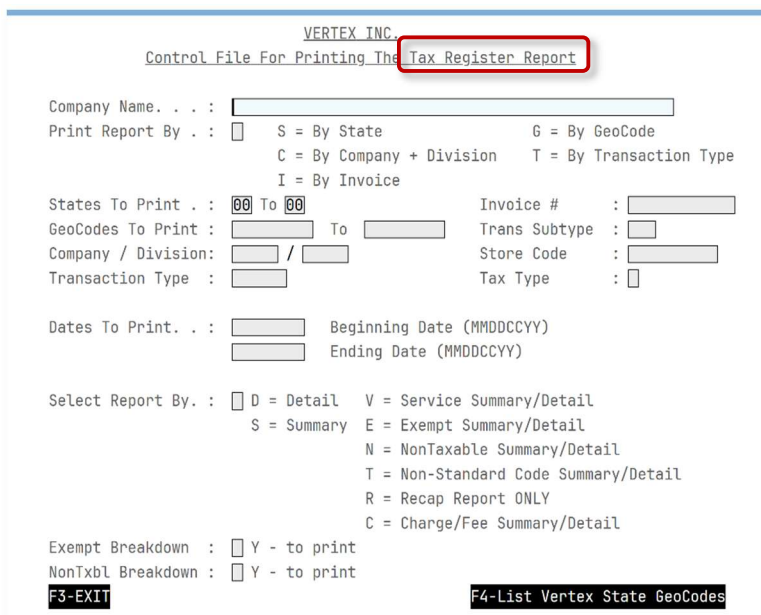 VERTEX INC.
Control File For Printing The Tax Register Report
Company Name. . . :
Print Report By . : S = By State G = By GeoCode
C = By Company + Division T = By Transaction Type
I = By Invoice
States To Print . : 00 To 00 Invoice # :
GeoCodes To Print : To Trans Subtype :
Company / Division: / Store Code :
Transaction Type : Tax Type :
Dates To Print. . : Beginning Date (MMDDCCYY)
Ending Date (MMDDCCYY)
Select Report By. : D = Detail V = Service Summary/Detail
S = Summary E = Exempt Summary/Detail
N = NonTaxable Summary/Detail
T = Non-Standard Code Summary/Detail
R = Recap Report ONLY
C = Charge/Fee Summary/Detail
Exempt Breakdown : Y - to print
NonTxbl Breakdown : Y - to print
F3-EXIT F4-List Vertex State GeoCodes